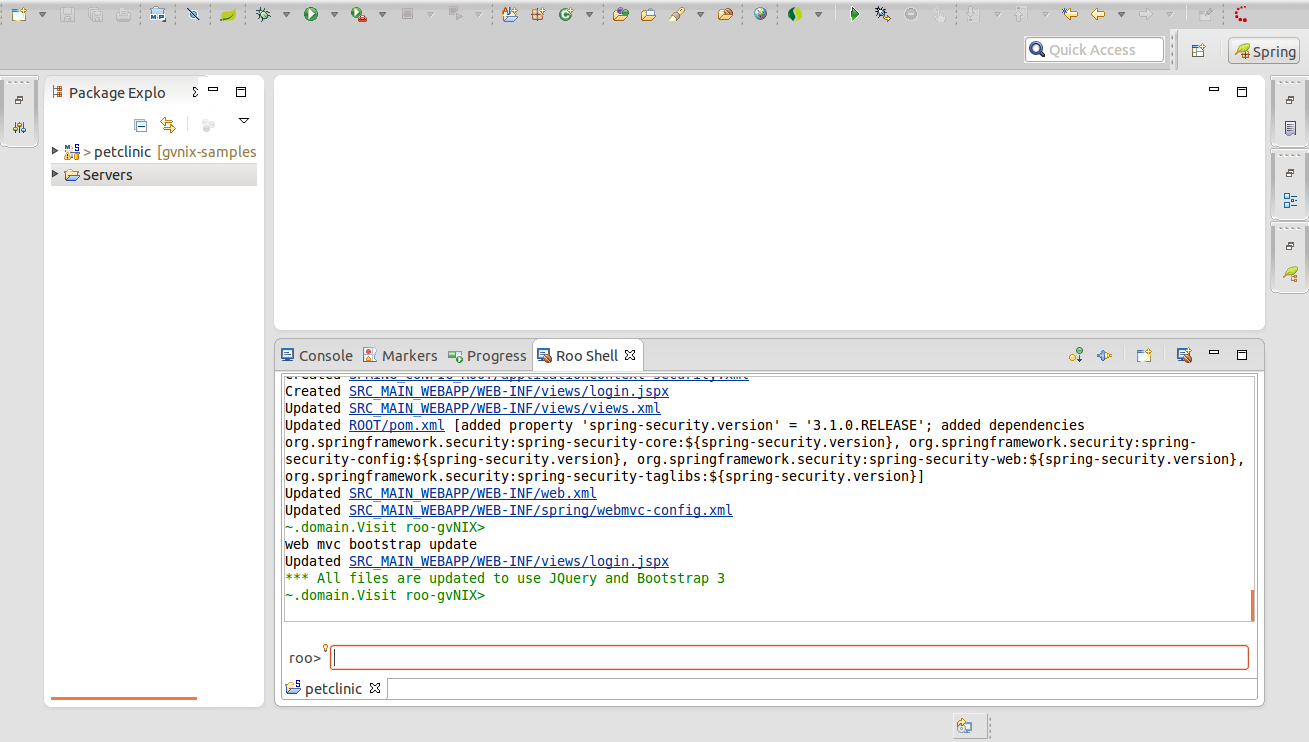 Quick Access
Spring
Package Explo
> petclinic [gvnix-samples
Servers
Console Markers Progress Roo Shell
Created SPRING_CONFIG_ROOT/applicationContext-security.xml
Created SRC_MAIN_WEBAPP/WEB-INF/views/login.jspx
Updated SRC_MAIN_WEBAPP/WEB-INF/views/views.xml
Updated ROOT/pom.xml [added property 'spring-security.version' = '3.1.0.RELEASE'; added dependencies
org.springframework.security:spring-security-core:${spring-security.version}, org.springframework.security:spring-
security-config:${spring-security.version}, org.springframework.security:spring-security-web:${spring-security.version},
org.springframework.security:spring-security-taglibs:${spring-security.version}]
Updated SRC_MAIN_WEBAPP/WEB-INF/web.xml
Updated SRC_MAIN_WEBAPP/WEB-INF/spring/webmvc-config.xml
~.domain.Visit roo-gvNIX>
web mvc bootstrap update
Updated SRC_MAIN_WEBAPP/WEB-INF/views/login.jspx
*** All files are updated to use JQuery and Bootstrap 3
~.domain.Visit roo-gvNIX>
roo>
petclinic